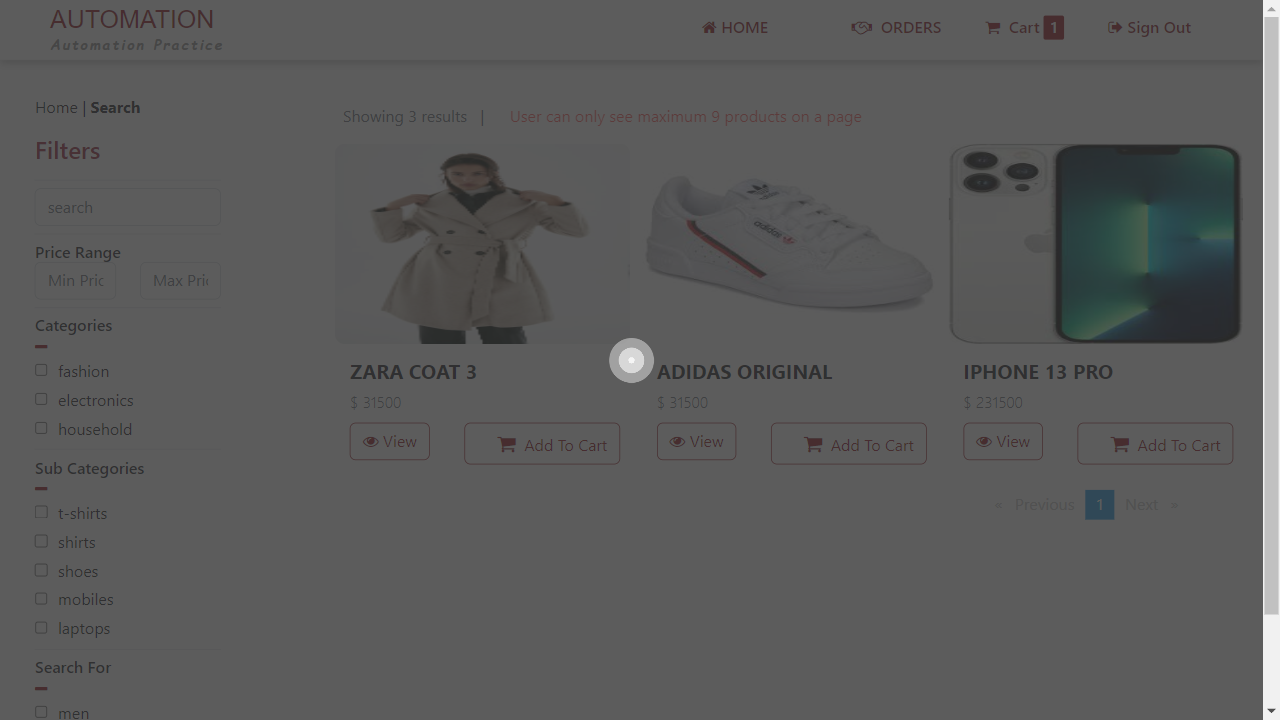 AUTOMATION
Automation Practice
HOME
ORDERS
Cart 1
Sign Out
Home | Search
Showing 3 results |
User can only see maximum 9 products on a page
Filters
search
Price Range
Min Pric
Max Pric
Categories
fashion
electronics
household
Sub Categories
t-shirts
shirts
shoes
mobiles
laptops
Search For
men
adidas
ZARA COAT 3
$ 31500
View
Add To Cart
ADIDAS ORIGINAL
$ 31500
View
Add To Cart
IPHONE 13 PRO
$ 231500
View
Add To Cart
« Previous 1 Next »